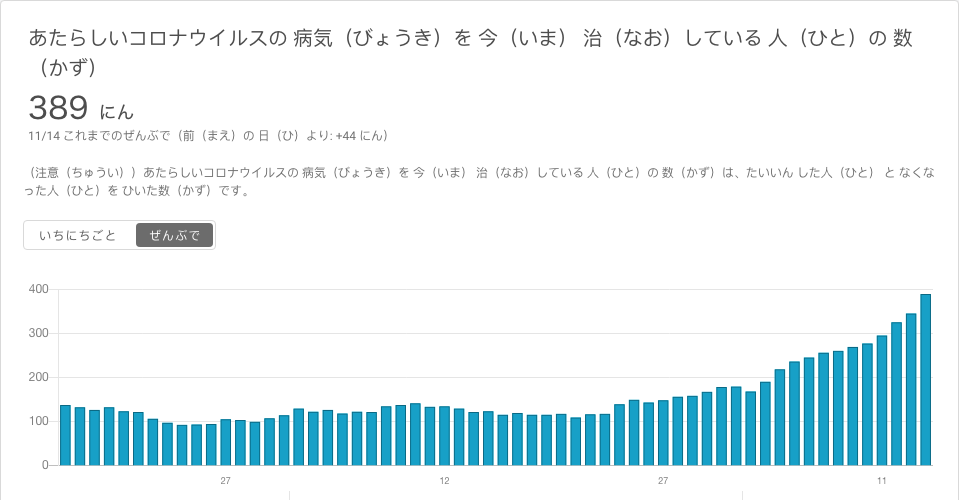 あたらしいコロナウイルスの 病気（びょうき）を 今（いま） 治（なお）している 人（ひと）の 数
（かず）
389 にん
11/14 これまでのぜんぶで（前（まえ）の 日（ひ）より: +44 にん）
（注意（ちゅうい））あたらしいコロナウイルスの 病気（びょうき）を 今（いま） 治（なお）している 人（ひと）の 数（かず）は、たいいん した人（ひと） と なくな
った人（ひと）を ひいた数（かず）です。
いちにちごと ぜんぶで
400
300
200
100
0
27 12 27 11